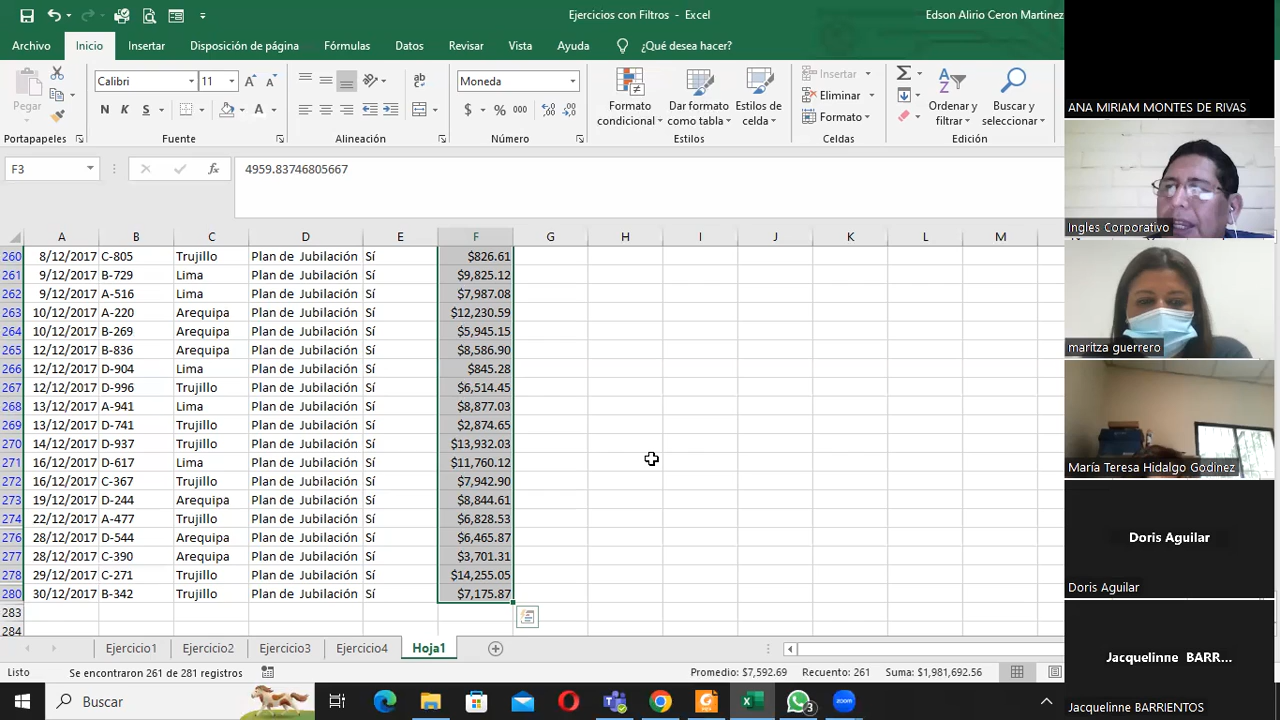 Ejercicios con Filtros - Excel
Edson Alirio Ceron Martinez
Archivo Inicio Insertar Disposición de página Fórmulas Datos Revisar Vista Ayuda ¿Qué desea hacer?
Pegar
Calibri 11
N K S
Moneda
$ % 000
Formato condicional
Dar formato como tabla
Estilos de celda
Insertar
Eliminar
Formato
Ordenar y filtrar
Buscar y seleccionar
Portapapeles Fuente Alineación Número Estilos Celdas Edición
F3 fx 4959.83746805667
A B C D E F G H I J K L M
260 8/12/2017 C-805 Trujillo Plan de Jubilación Sí $826.61
261 9/12/2017 B-729 Lima Plan de Jubilación Sí $9,825.12
262 9/12/2017 A-516 Lima Plan de Jubilación Sí $7,987.08
263 10/12/2017 A-220 Arequipa Plan de Jubilación Sí $12,230.59
264 10/12/2017 B-269 Arequipa Plan de Jubilación Sí $5,945.15
265 12/12/2017 B-836 Arequipa Plan de Jubilación Sí $8,586.90
266 12/12/2017 D-904 Lima Plan de Jubilación Sí $845.28
267 12/12/2017 D-996 Trujillo Plan de Jubilación Sí $6,514.45
268 13/12/2017 A-941 Lima Plan de Jubilación Sí $8,877.03
269 13/12/2017 D-741 Trujillo Plan de Jubilación Sí $2,874.65
270 14/12/2017 D-937 Trujillo Plan de Jubilación Sí $13,932.03
271 16/12/2017 D-617 Lima Plan de Jubilación Sí $11,760.12
272 16/12/2017 C-367 Trujillo Plan de Jubilación Sí $7,942.90
273 19/12/2017 D-244 Arequipa Plan de Jubilación Sí $8,844.61
274 22/12/2017 A-477 Trujillo Plan de Jubilación Sí $6,828.53
276 28/12/2017 D-544 Arequipa Plan de Jubilación Sí $6,465.87
277 28/12/2017 C-390 Arequipa Plan de Jubilación Sí $3,701.31
278 29/12/2017 C-271 Trujillo Plan de Jubilación Sí $14,255.05
280 30/12/2017 B-342 Trujillo Plan de Jubilación Sí $7,175.87
283
284
Ejercicio1 Ejercicio2 Ejercicio3 Ejercicio4 Hoja1
Listo Se encontraron 261 de 281 registros Promedio: $7,592.69 Recuento: 261 Suma: $1,981,692.56
Buscar
3
zoom
ANA MIRIAM MONTES DE RIVAS
Ingles Corporativo
maritza guerrero
María Teresa Hidalgo Godinez
Doris Aguilar
Doris Aguilar
Jacquelinne BARR...
Jacquelinne BARRIENTOS